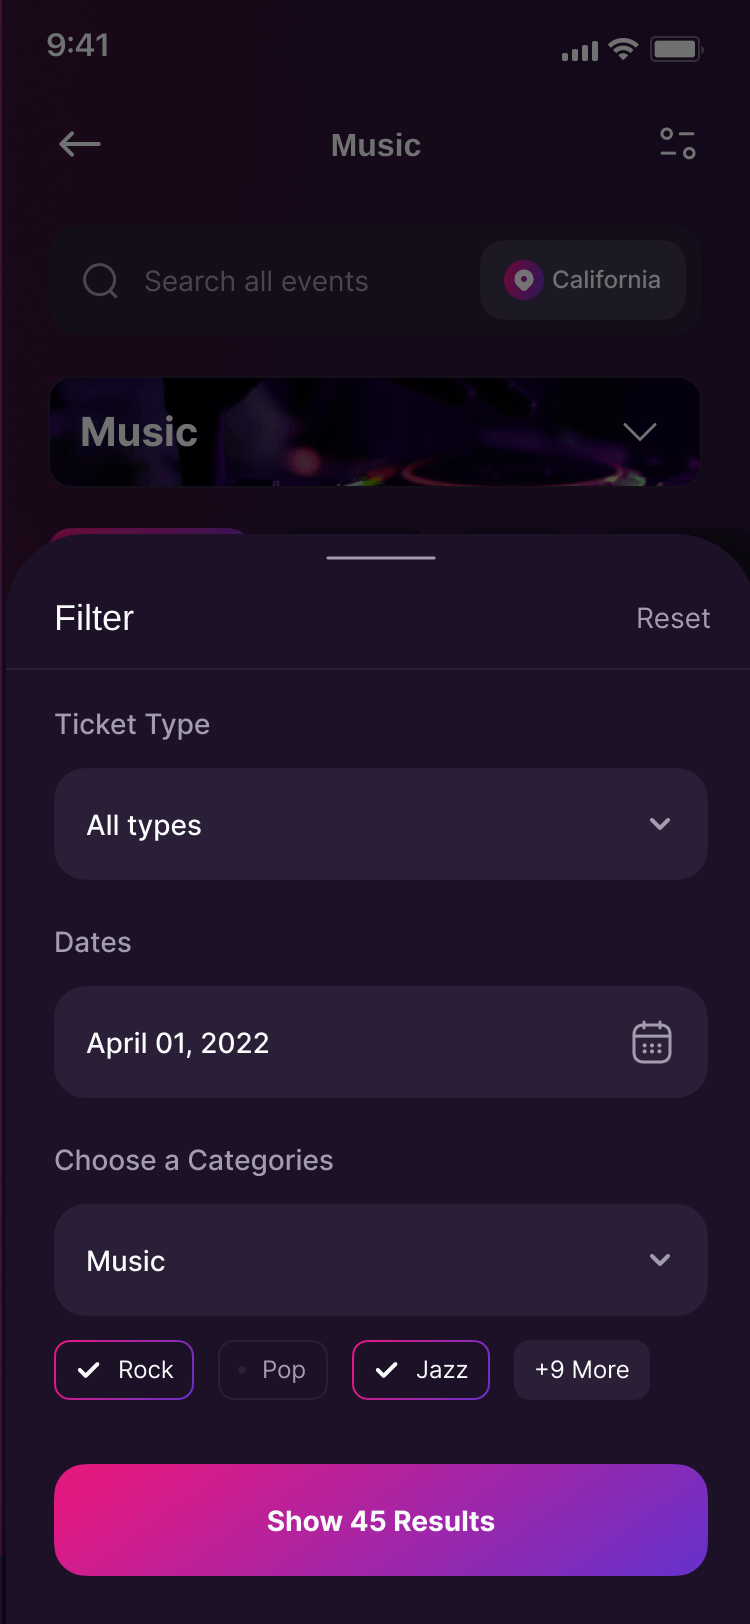 9:41
Music
Search all events
California
Music
Filter
Reset
Ticket Type
All types
Dates
April 01, 2022
Choose a Categories
Music
Rock
Pop
Jazz
+9 More
Show 45 Results